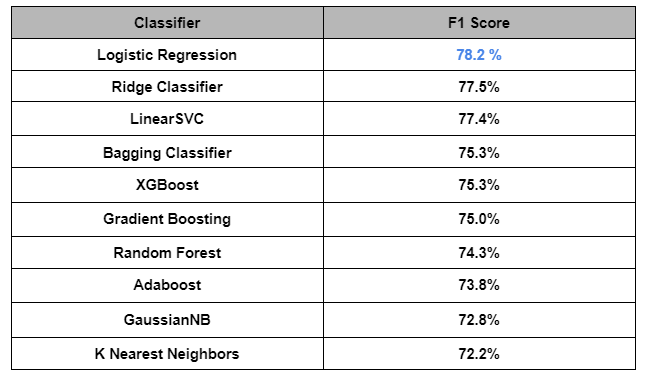 Classifier F1 Score
Logistic Regression 78.2 %
Ridge Classifier 77.5%
LinearSVC 77.4%
Bagging Classifier 75.3%
XGBoost 75.3%
Gradient Boosting 75.0%
Random Forest 74.3%
Adaboost 73.8%
GaussianNB 72.8%
K Nearest Neighbors 72.2%